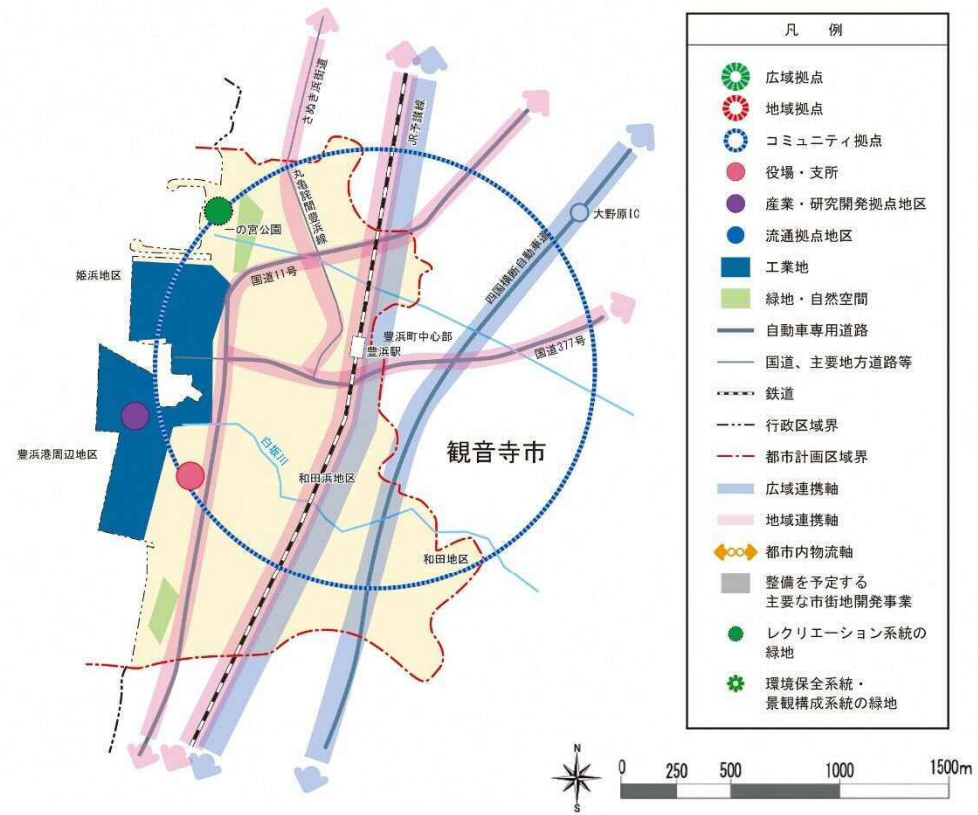 さぬき浜街道
JR予讃線
丸亀詫間豊浜線
大野原IC
一の宮公園
四国横断自動車道
姫浜地区
国道11号
豊浜町中心部
豊浜駅
国道377号
豊浜港周辺地区
白坂川
観音寺市
和田浜地区
和田地区
凡 例
広域拠点
地域拠点
コミュニティ拠点
役場・支所
産業・研究開発拠点地区
流通拠点地区
工業地
緑地・自然空間
自動車専用道路
国道、主要地方道路等
鉄道
行政区域界
都市計画区域界
広域連携軸
地域連携軸
都市内物流軸
整備を予定する
主要な市街地開発事業
レクリエーション系統の
緑地
環境保全系統・
景観構成系統の緑地
N
S
0 250 500 1000 1500m